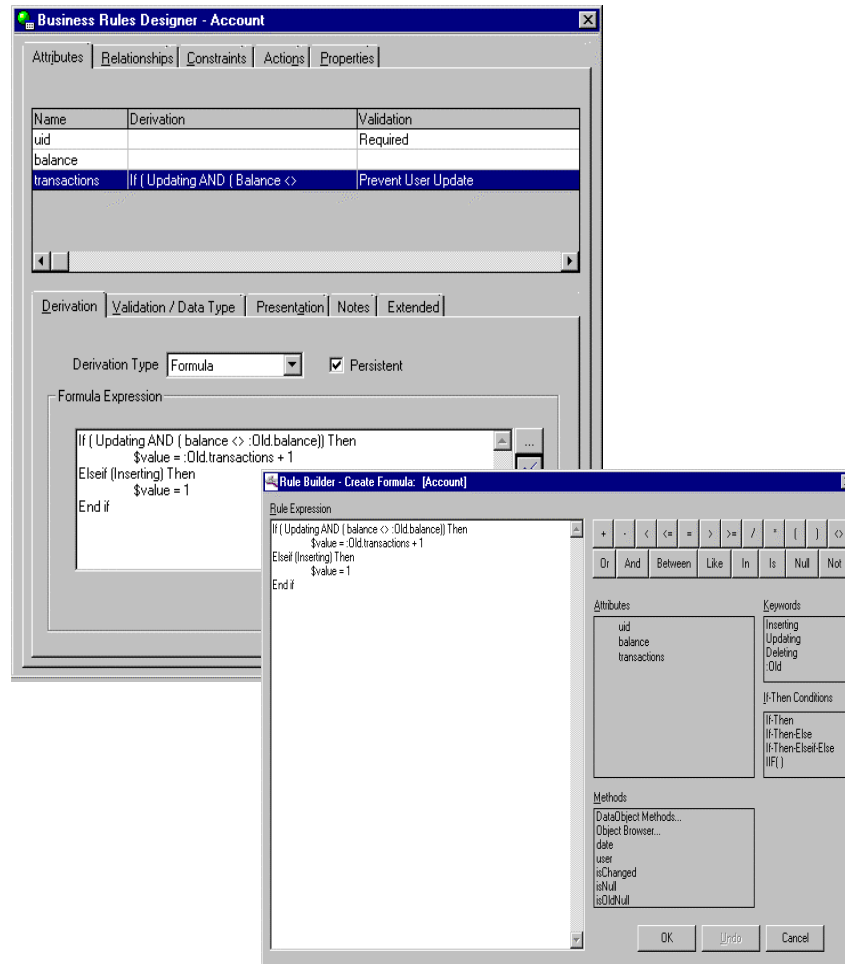 Business Rules Designer - Account
Attributes Relationships Constraints Actions Properties
Name Derivation Validation
uid Required
balance
transactions If ( Updating AND ( Balance <> Prevent User Update
Derivation Validation / Data Type Presentation Notes Extended
Derivation Type Formula Persistent
Formula Expression
If ( Updating AND ( balance <> :Old.balance)) Then
$value = :Old.transactions + 1
Elseif (Inserting) Then
$value = 1
End if
...
Rule Builder - Create Formula: [Account]
Rule Expression
If ( Updating AND ( balance <> :Old.balance)) Then
$value = :Old.transactions + 1
Elseif (Inserting) Then
$value = 1
End if
+ - < <= = > >= / * ( ) <>
Or And Between Like In Is Null Not
Attributes
uid
balance
transactions
Keywords
Inserting
Updating
Deleting
:Old
If-Then Conditions
If-Then
If-Then-Else
If-Then-Elseif-Else
IIF( )
Methods
DataObject Methods...
Object Browser...
date
user
isChanged
isNull
isOldNull
OK Undo Cancel